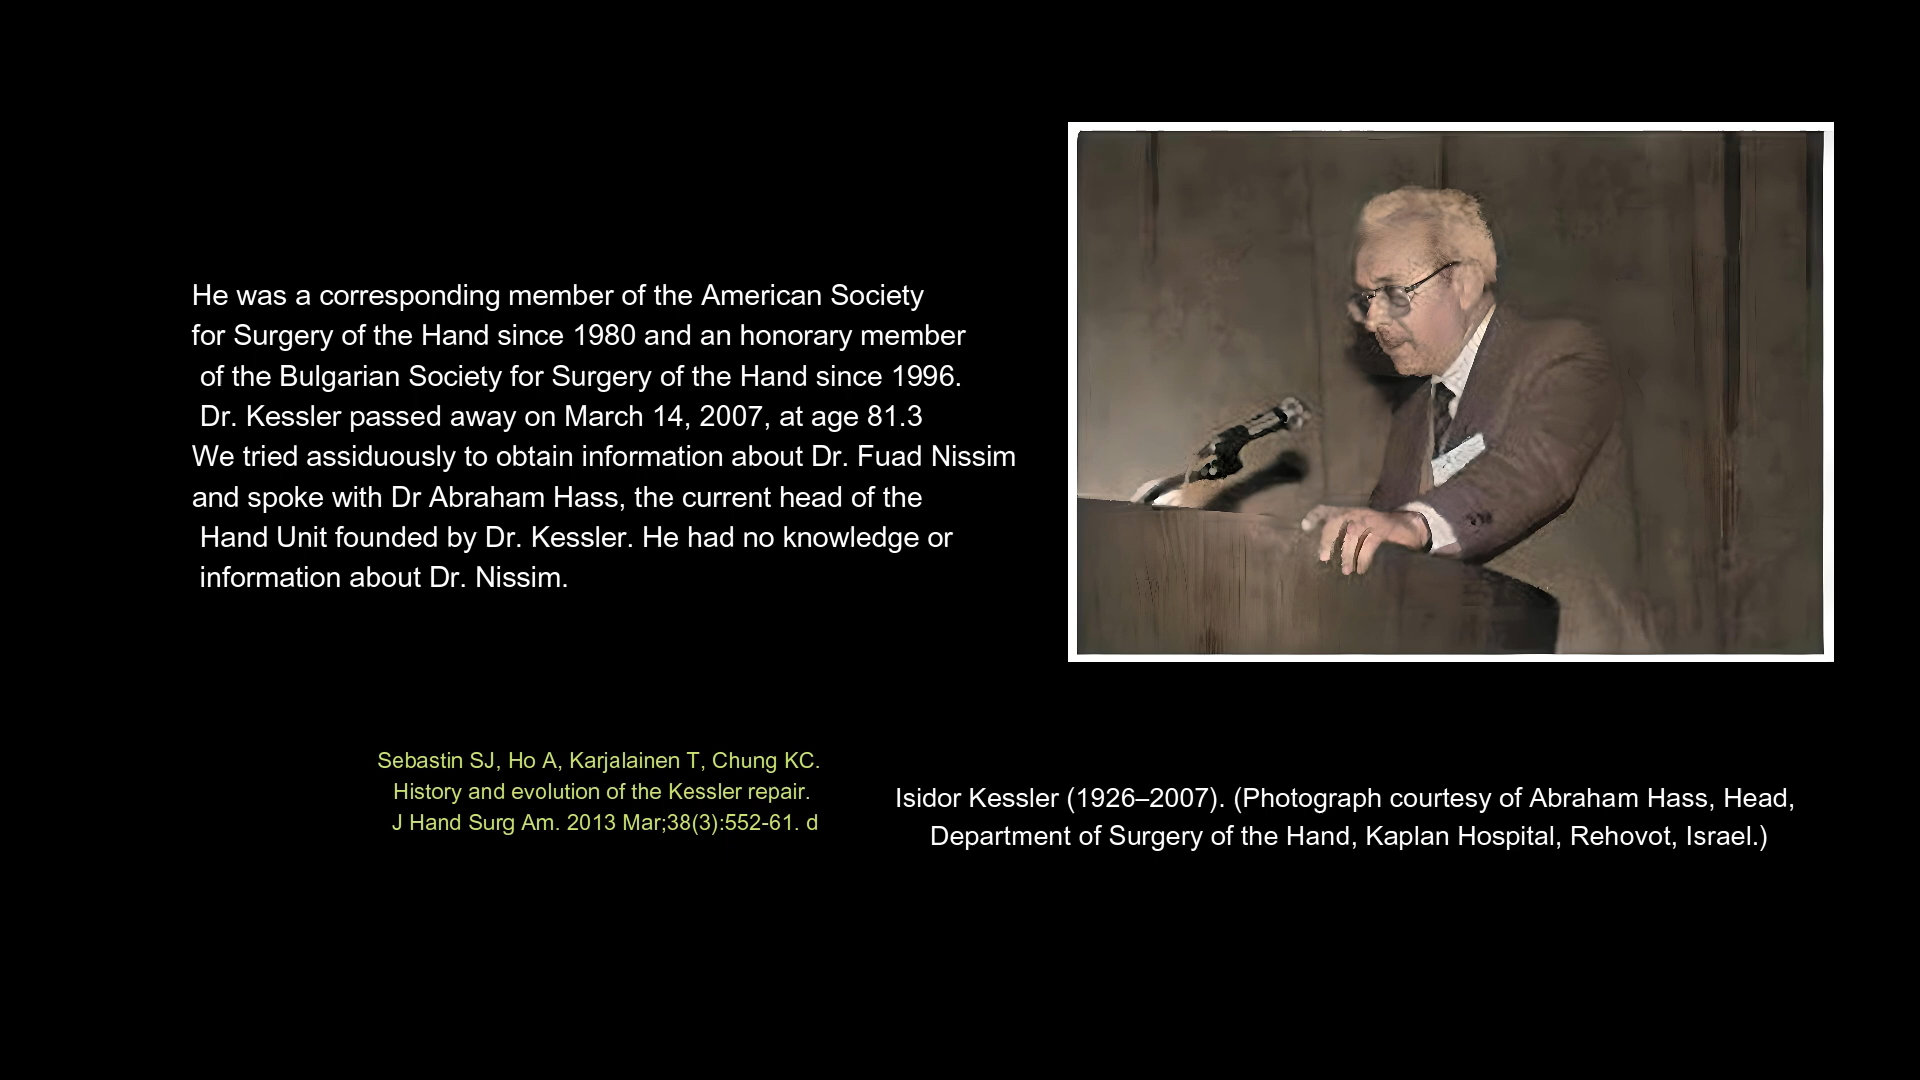 He was a corresponding member of the American Society
for Surgery of the Hand since 1980 and an honorary member
of the Bulgarian Society for Surgery of the Hand since 1996.
Dr. Kessler passed away on March 14, 2007, at age 81.3
We tried assiduously to obtain information about Dr. Fuad Nissim
and spoke with Dr Abraham Hass, the current head of the
Hand Unit founded by Dr. Kessler. He had no knowledge or
information about Dr. Nissim.
Sebastin SJ, Ho A, Karjalainen T, Chung KC.
History and evolution of the Kessler repair.
J Hand Surg Am. 2013 Mar;38(3):552-61. d
Isidor Kessler (1926–2007). (Photograph courtesy of Abraham Hass, Head,
Department of Surgery of the Hand, Kaplan Hospital, Rehovot, Israel.)